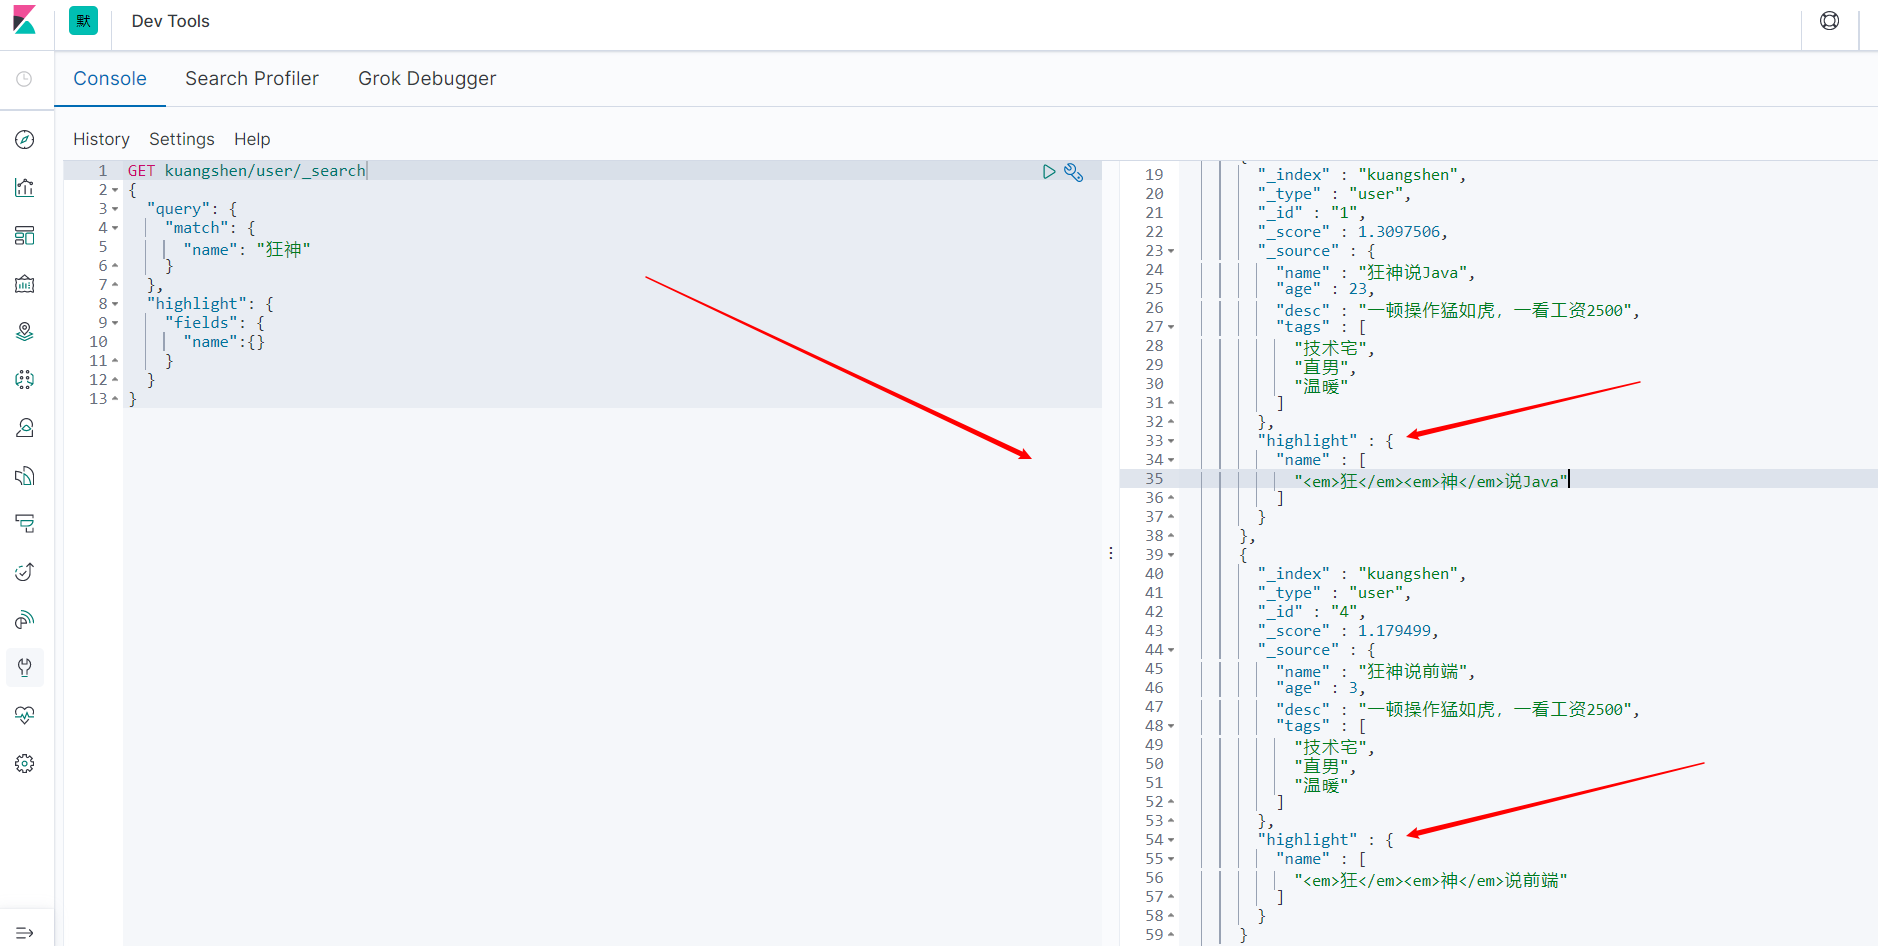 默
Dev Tools
Console Search Profiler Grok Debugger
History Settings Help
1 GET kuangshen/user/_search
2 {
3 "query": {
4 "match": {
5 "name": "狂神"
6 }
7 },
8 "highlight": {
9 "fields": {
10 "name":{}
11 }
12 }
13 }
19 "_index" : "kuangshen",
20 "_type" : "user",
21 "_id" : "1",
22 "_score" : 1.3097506,
23 "_source" : {
24 "name" : "狂神说Java",
25 "age" : 23,
26 "desc" : "一顿操作猛如虎，一看工资2500",
27 "tags" : [
28 "技术宅",
29 "直男",
30 "温暖"
31 ]
32 },
33 "highlight" : {
34 "name" : [
35 "<em>狂</em><em>神</em>说Java"
36 ]
37 }
38 },
39 {
40 "_index" : "kuangshen",
41 "_type" : "user",
42 "_id" : "4",
43 "_score" : 1.179499,
44 "_source" : {
45 "name" : "狂神说前端",
46 "age" : 3,
47 "desc" : "一顿操作猛如虎，一看工资2500",
48 "tags" : [
49 "技术宅",
50 "直男",
51 "温暖"
52 ]
53 },
54 "highlight" : {
55 "name" : [
56 "<em>狂</em><em>神</em>说前端"
57 ]
58 }
59 }